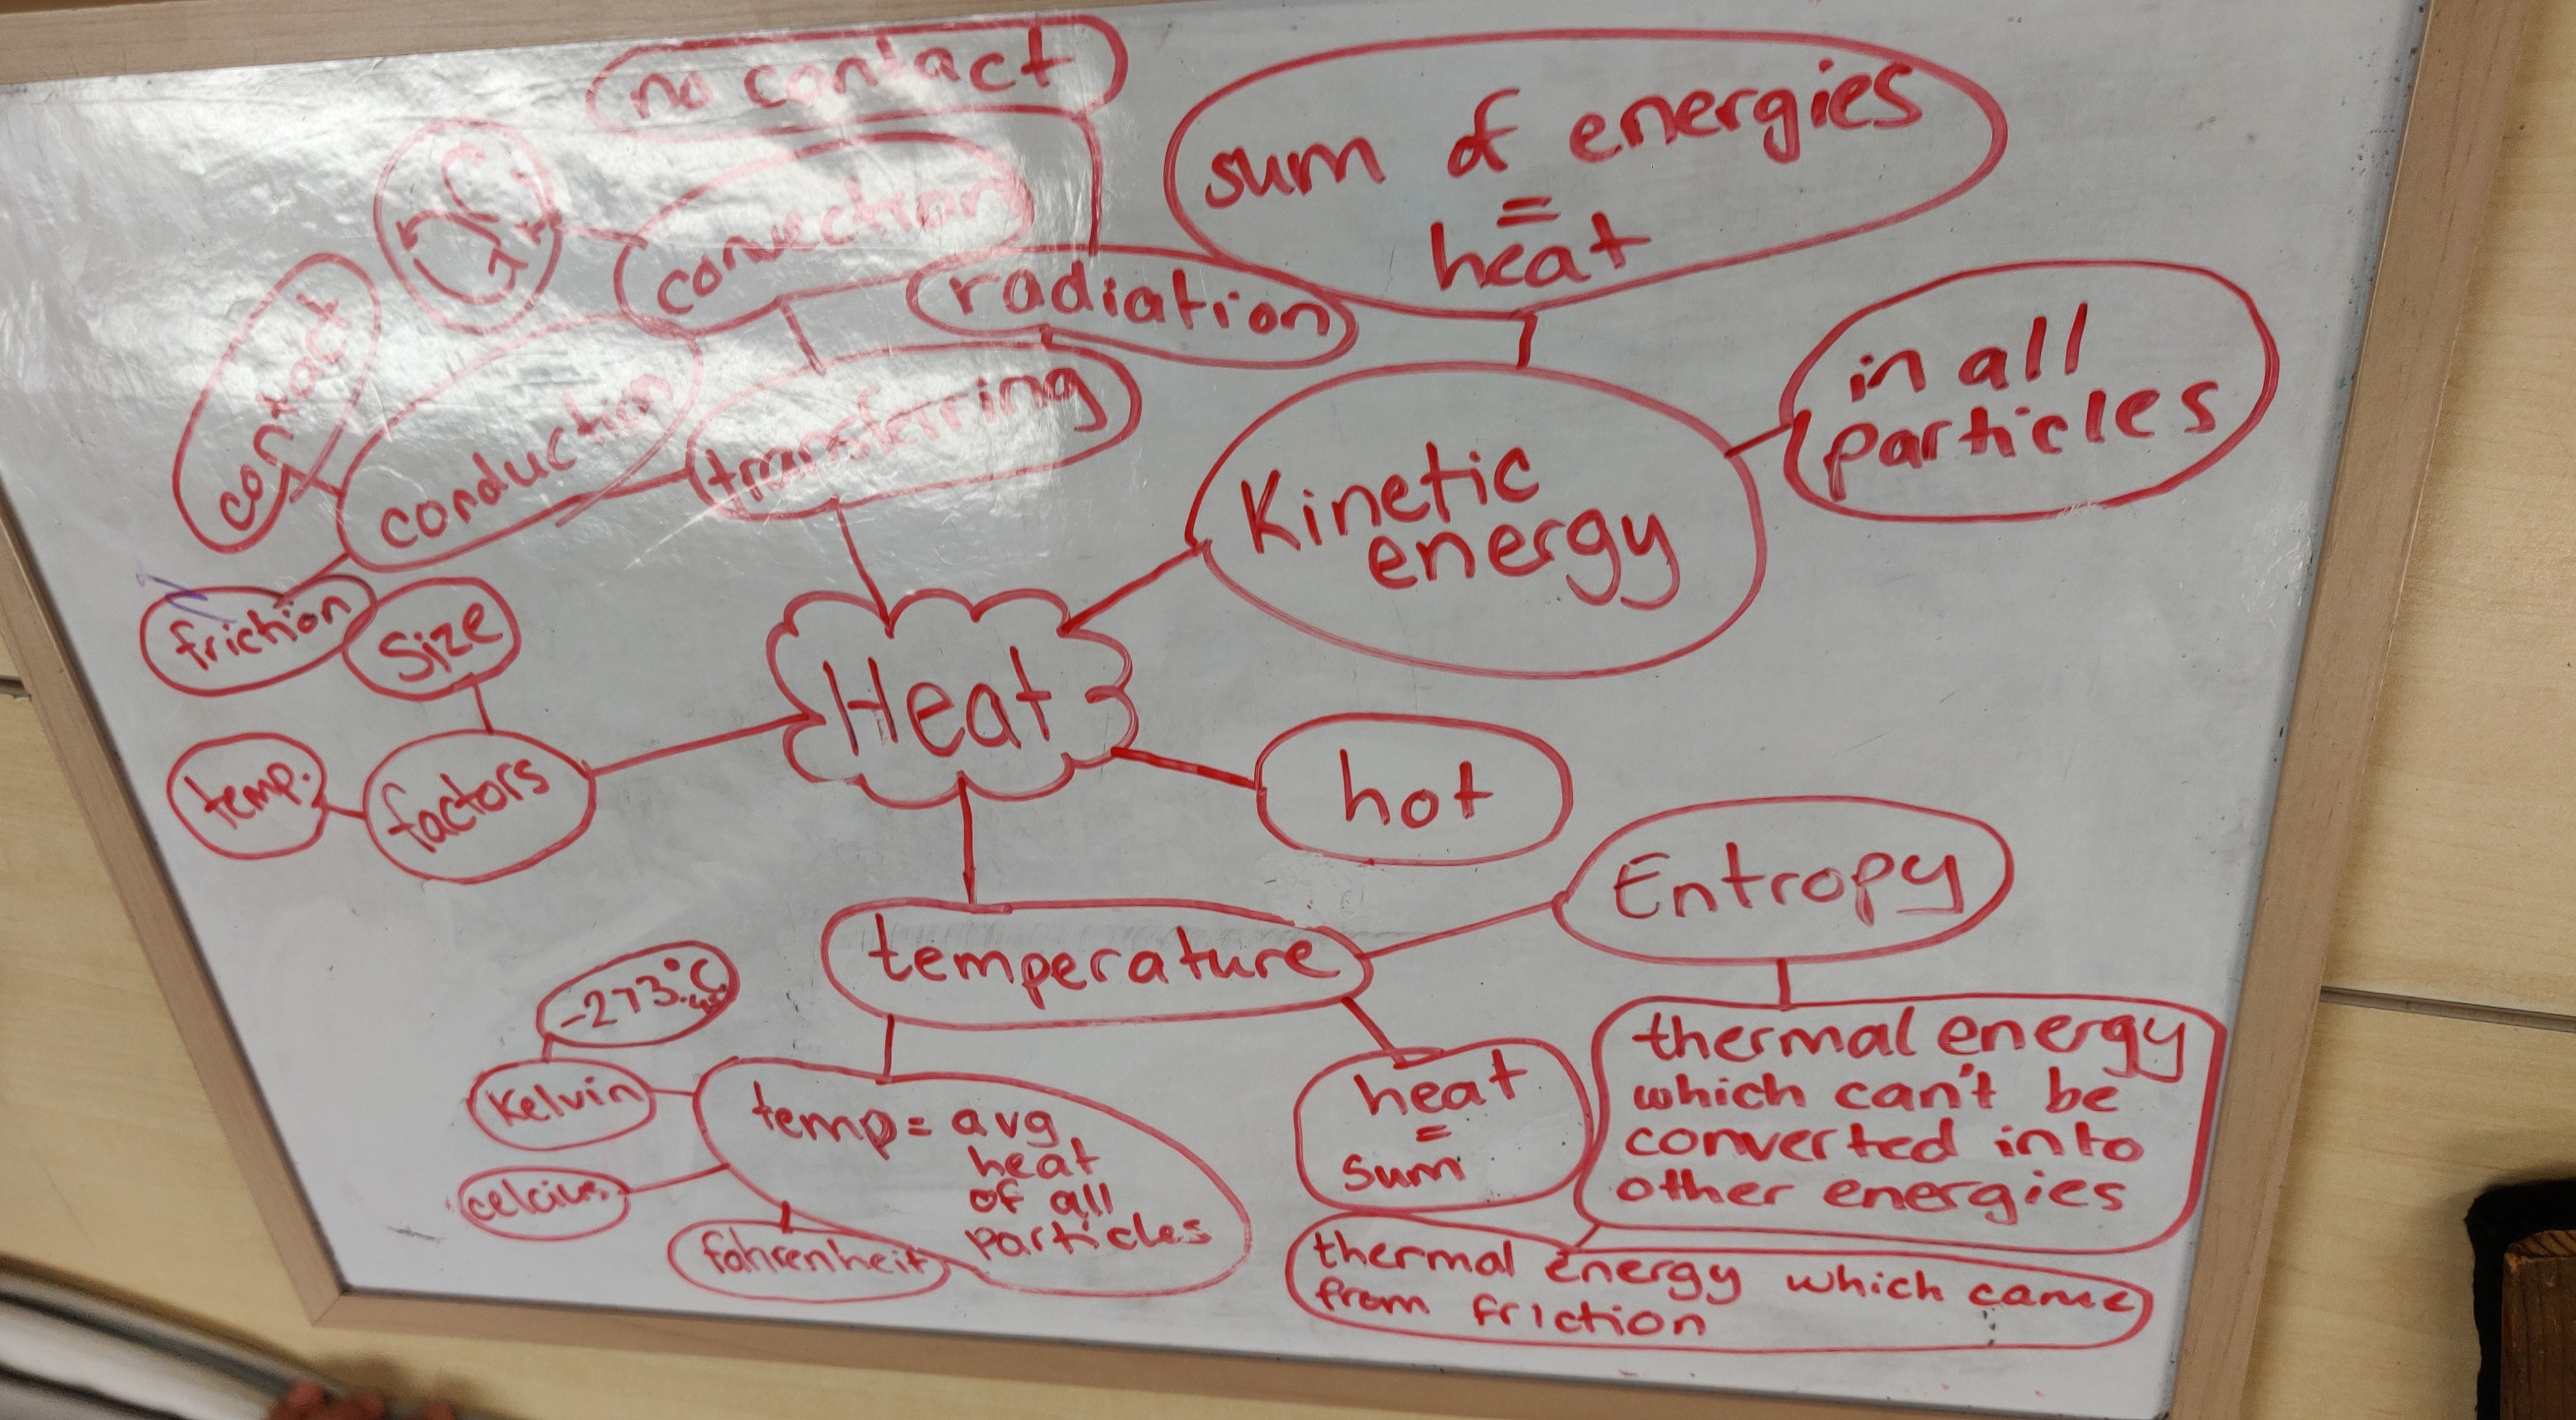 no contact
sum of energies
=
heat
convection
radiation
contact
conduction
transferring
in all
particles
Kinetic
energy
friction
Size
Heat
temp.
factors
hot
Entropy
temperature
-273°C
Kelvin
celcius
fahrenheit
temp = avg
heat
of all
particles
heat
=
sum
thermal energy
which can't be
converted into
other energies
thermal energy which came
from friction